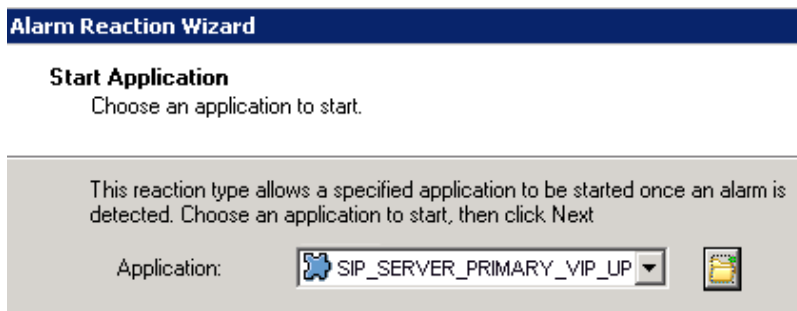 Alarm Reaction Wizard
Start Application
Choose an application to start.
This reaction type allows a specified application to be started once an alarm is
detected. Choose an application to start, then click Next
Application: SIP_SERVER_PRIMARY_VIP_UP